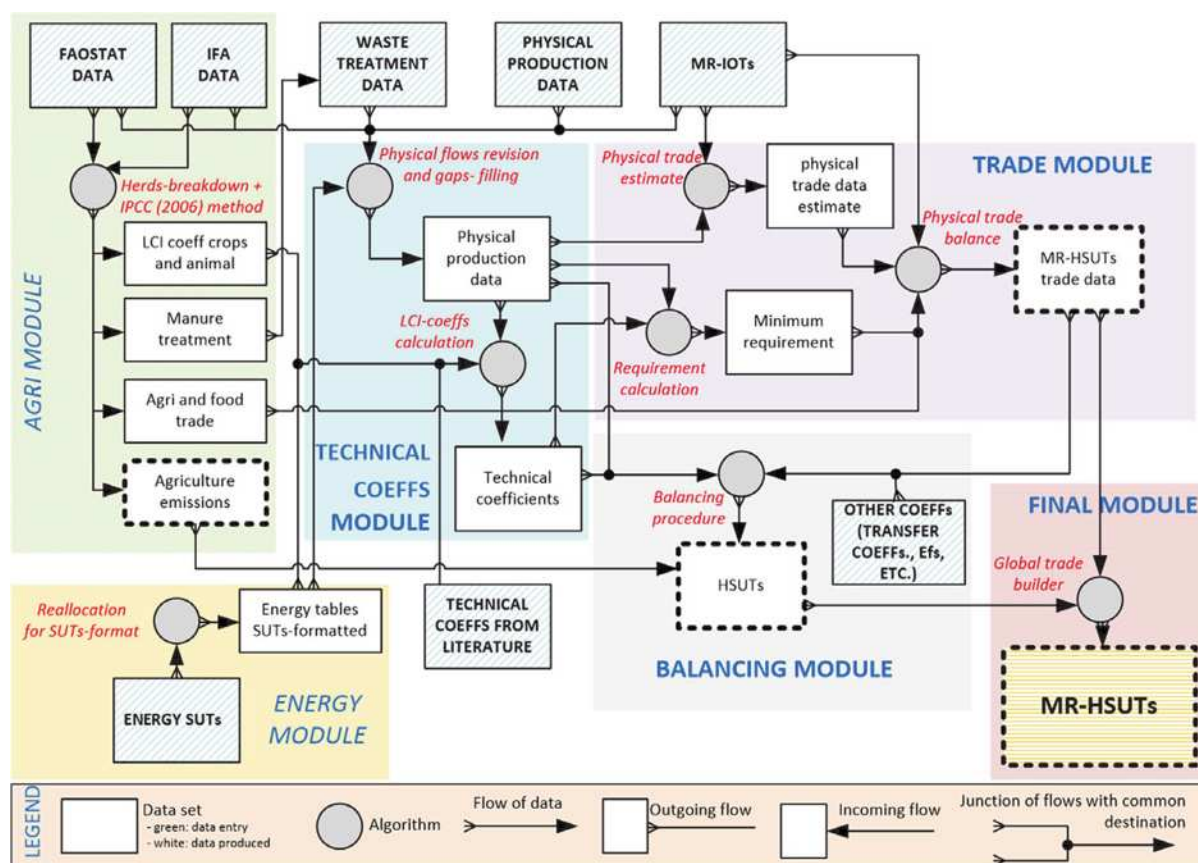 FAOSTAT
DATA
IFA
DATA
WASTE
TREATMENT
DATA
PHYSICAL
PRODUCTION
DATA
MR-IOTs
AGRI MODULE
Herds-breakdown +
IPCC (2006) method
LCI coeff crops
and animal
Manure
treatment
Agri and food
trade
Agriculture
emissions
Physical flows revision
and gaps- filling
Physical
production
data
LCI-coeffs
calculation
Technical
coefficients
TECHNICAL
COEFFS
MODULE
TRADE MODULE
Physical trade
estimate
physical
trade data
estimate
Physical trade
balance
MR-HSUTs
trade data
Minimum
requirement
Requirement
calculation
Balancing
procedure
HSUTs
OTHER COEFFs
(TRANSFER
COEFFs., Efs,
ETC.)
BALANCING MODULE
FINAL MODULE
Global trade
builder
MR-HSUTs
Reallocation
for SUTs-format
Energy tables
SUTs-formatted
ENERGY SUTs
ENERGY
MODULE
TECHNICAL
COEFFS FROM
LITERATURE
LEGEND
Data set
- green: data entry
- white: data produced
Algorithm
Flow of data
Outgoing flow
Incoming flow
Junction of flows with common
destination